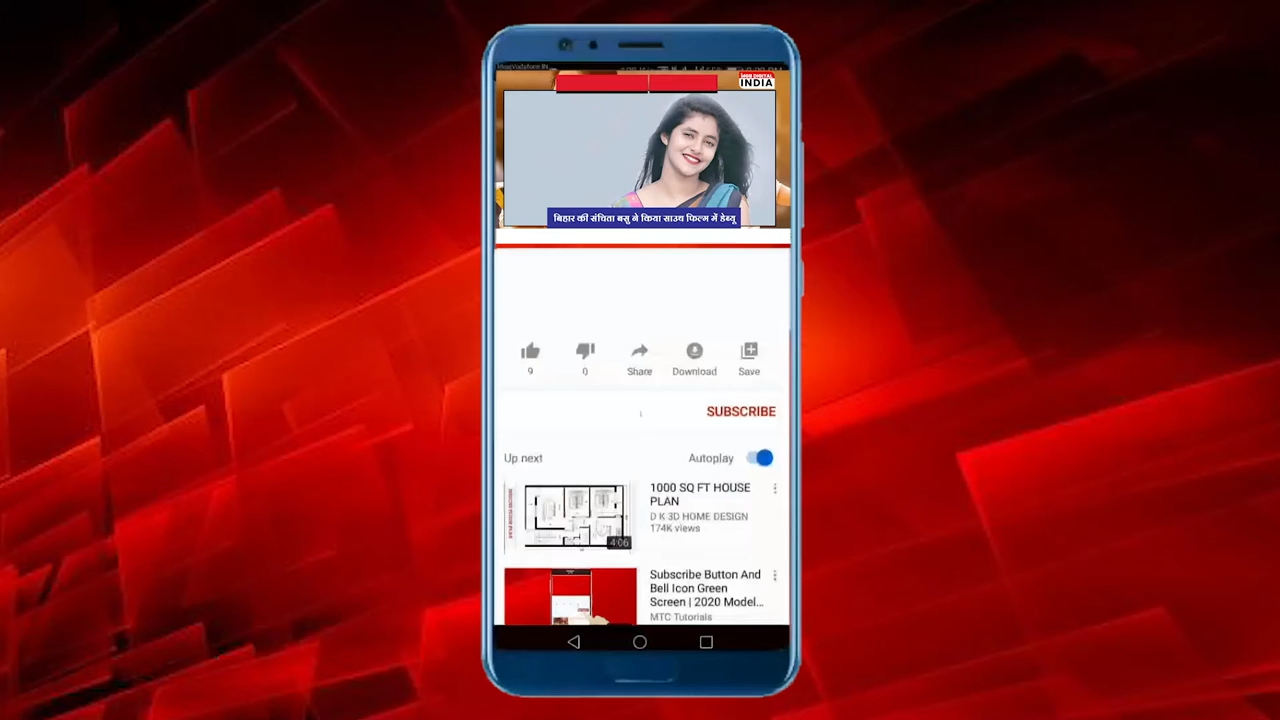 INDIA
बिहार की संचिता बसु ने किया साउथ फिल्म में डेब्यू
9
0
Share
Download
Save
SUBSCRIBE
Up next
Autoplay
1000 SQ FT HOUSE
PLAN
D K 3D HOME DESIGN
174K views
4:06
Subscribe Button And
Bell Icon Green
Screen | 2020 Model...
MTC Tutorials